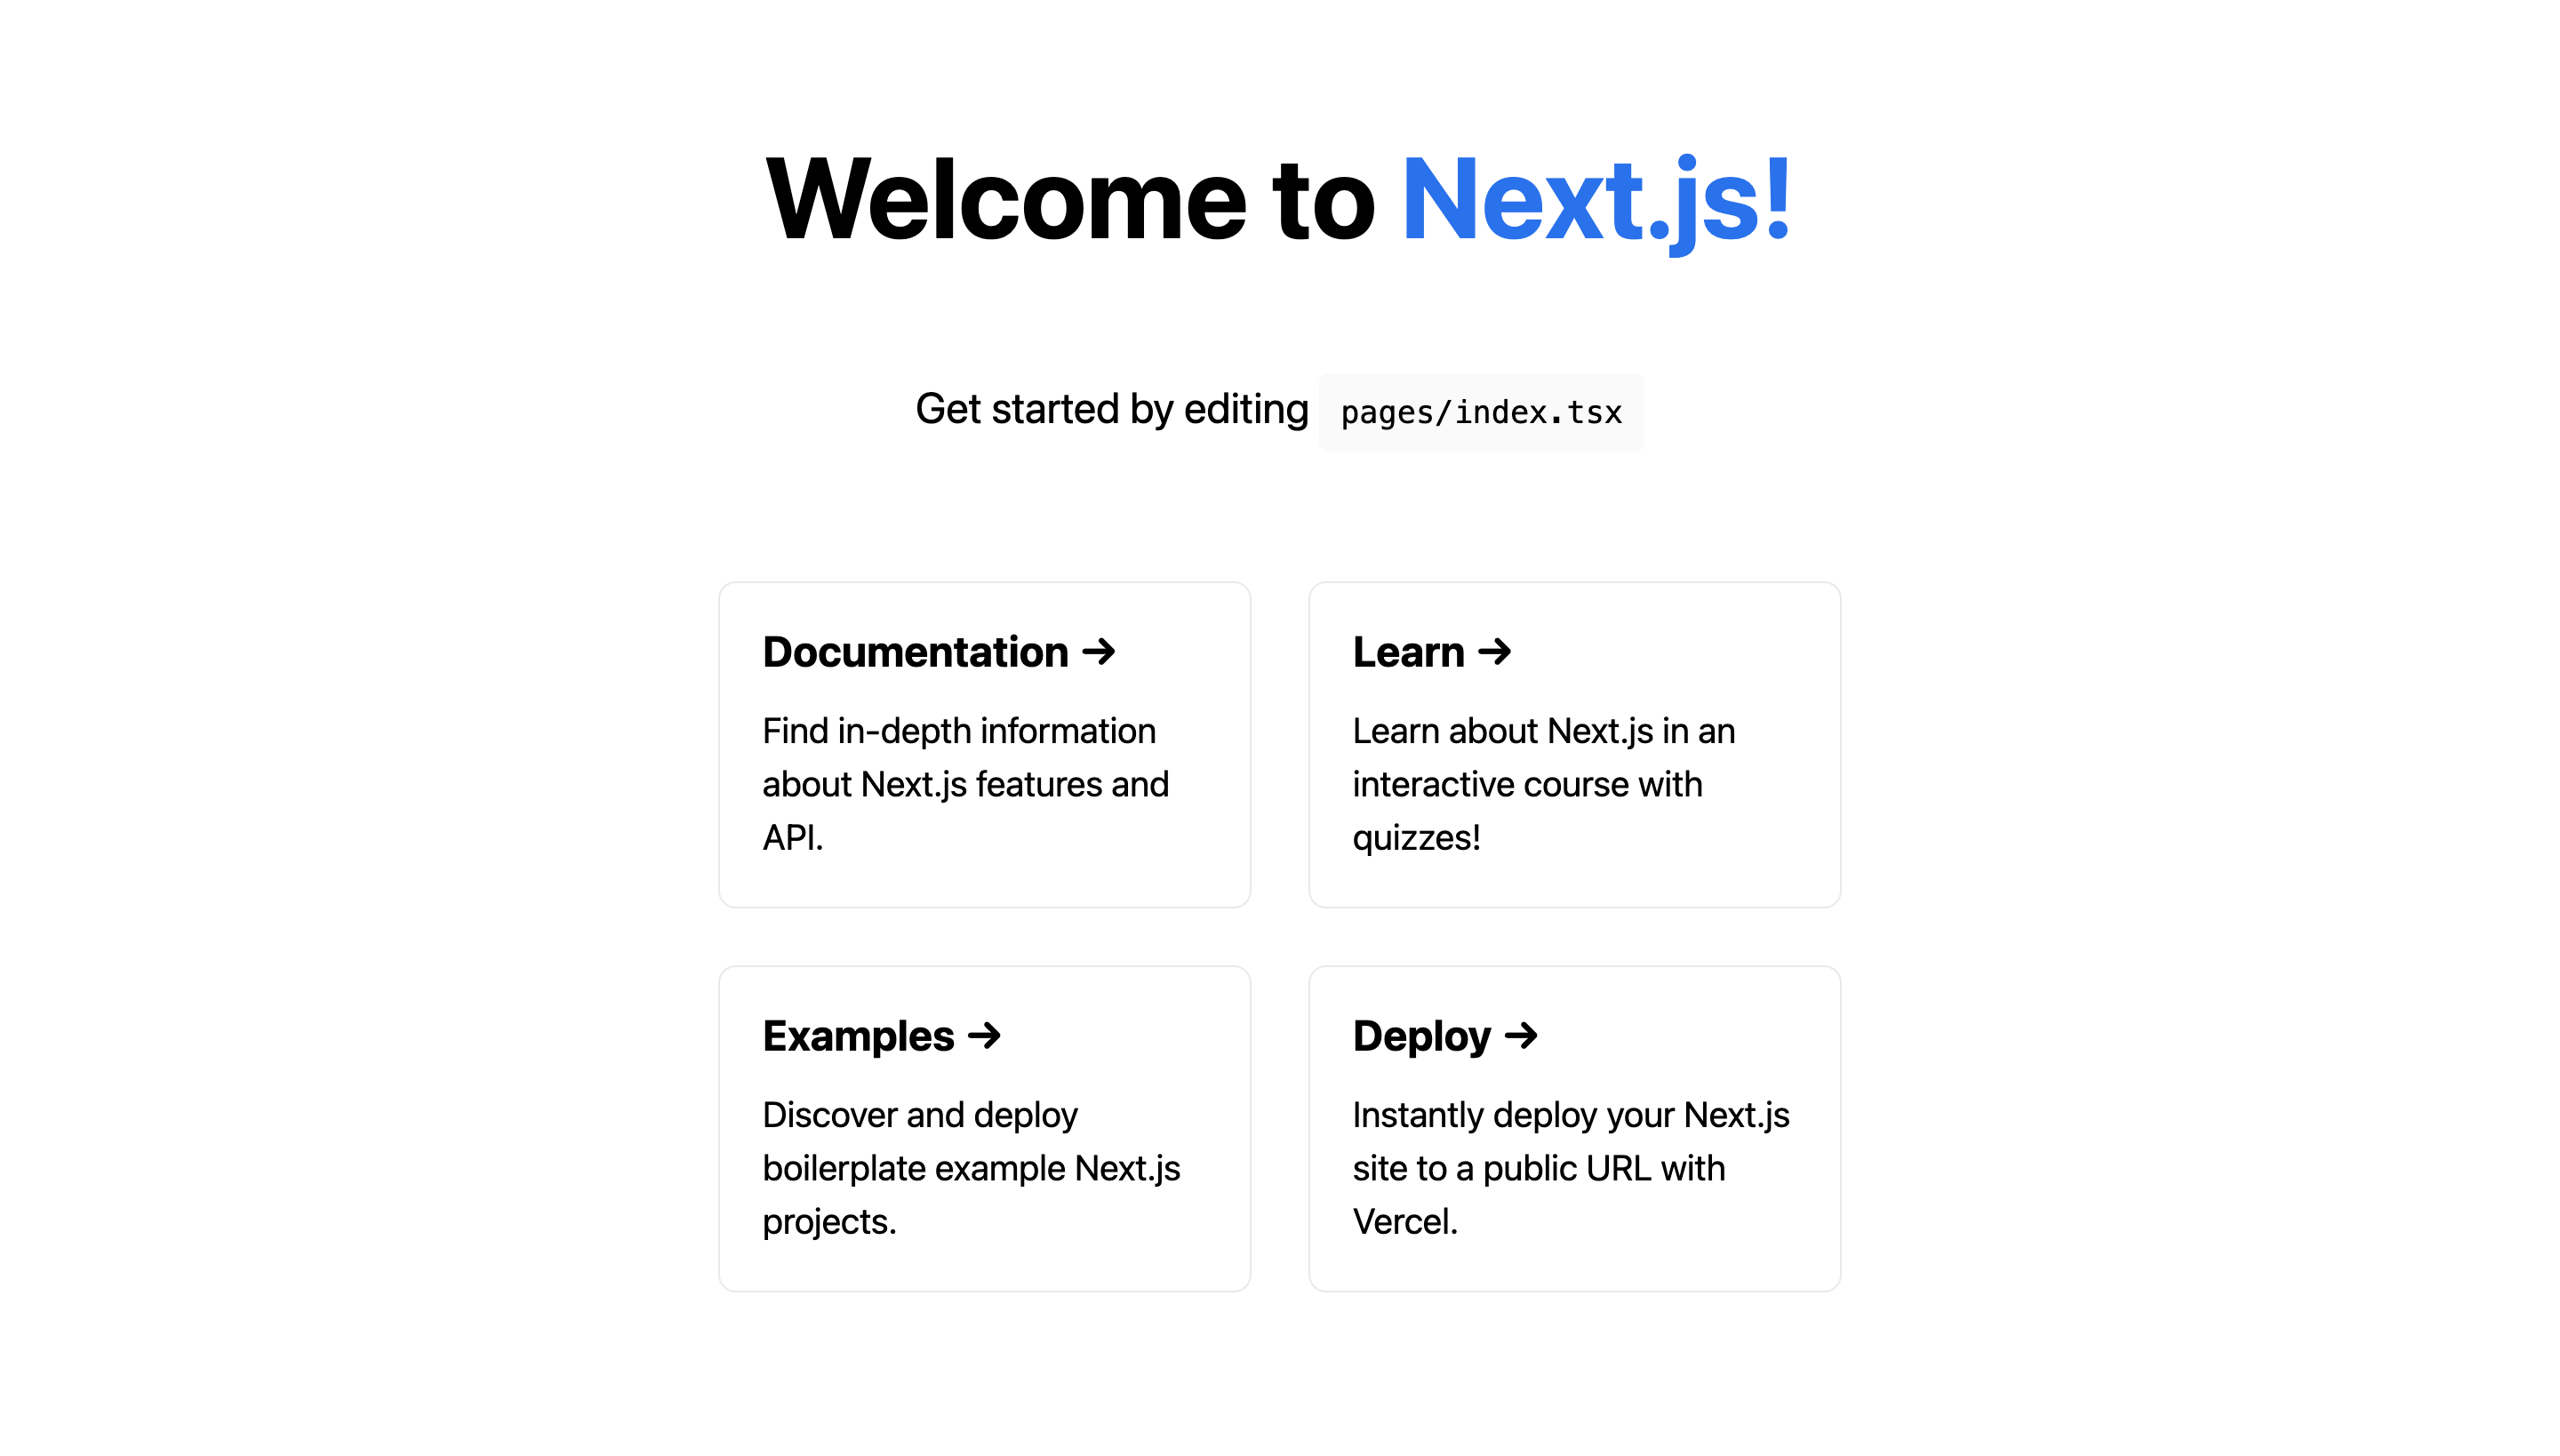 Welcome to Next.js!
Get started by editing pages/index.tsx
Documentation →
Find in-depth information
about Next.js features and
API.
Learn →
Learn about Next.js in an
interactive course with
quizzes!
Examples →
Discover and deploy
boilerplate example Next.js
projects.
Deploy →
Instantly deploy your Next.js
site to a public URL with
Vercel.